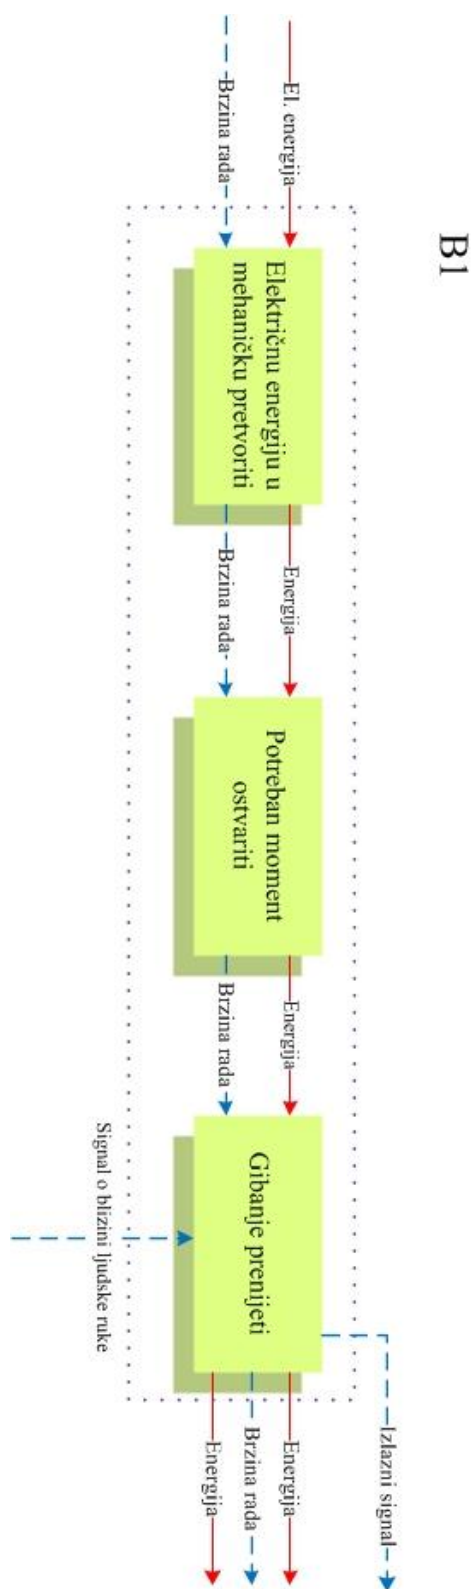 B1
El. energija
Brzina rada
Električnu energiju u
mehaničku pretvoriti
Energija
Brzina rada
Potreban moment
ostvariti
Energija
Brzina rada
Gibanje prenijeti
Signal o blizini ljudske ruke
Izlazni signal
Energija
Brzina rada
Energija